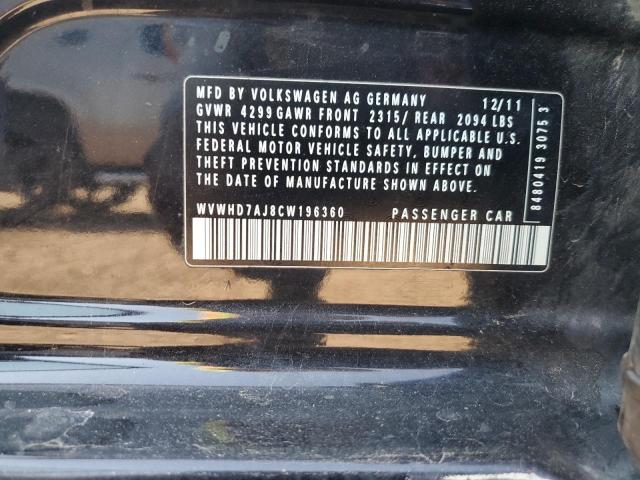 MFD BY VOLKSWAGEN AG GERMANY 12/11
GVWR 4299 GAWR FRONT 2315/ REAR 2094 LBS
THIS VEHICLE CONFORMS TO ALL APPLICABLE U.S.
FEDERAL MOTOR VEHICLE SAFETY, BUMPER AND
THEFT PREVENTION STANDARDS IN EFFECT ON
THE DATE OF MANUFACTURE SHOWN ABOVE.
WVWHD7AJ8CW196360 PASSENGER CAR
8480419 3075 3